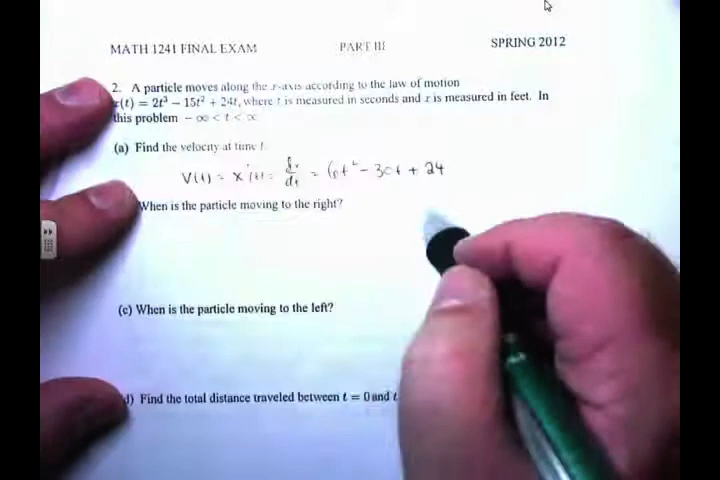 MATH 1241 FINAL EXAM PART III SPRING 2012
2. A particle moves along the x-axis according to the law of motion
x(t) = 2t³ − 15t² + 24t, where t is measured in seconds and x is measured in feet. In
this problem − ∞ < t < ∞
(a) Find the velocity at time t.
V(t) = x'(t) = dx/dt = 6t² − 30t + 24
When is the particle moving to the right?
(c) When is the particle moving to the left?
d) Find the total distance traveled between t = 0 and t